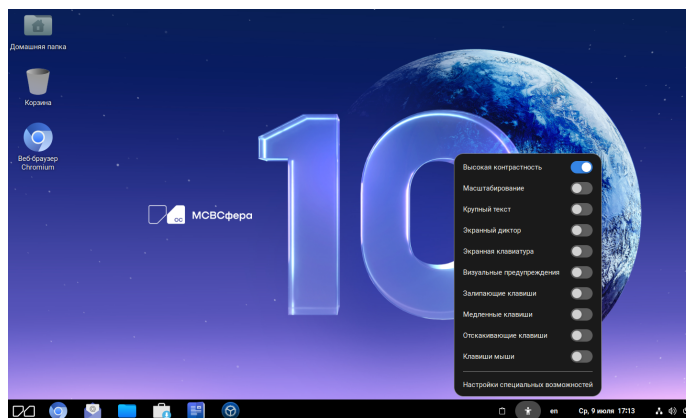 Домашняя папка
Корзина
Веб-браузер
Chromium
МСВСфера
10
Высокая контрастность
Масштабирование
Крупный текст
Экранный диктор
Экранная клавиатура
Визуальные предупреждения
Залипающие клавиши
Медленные клавиши
Отскакивающие клавиши
Клавиши мыши
Настройки специальных возможностей
en
Ср, 9 июля 17:13